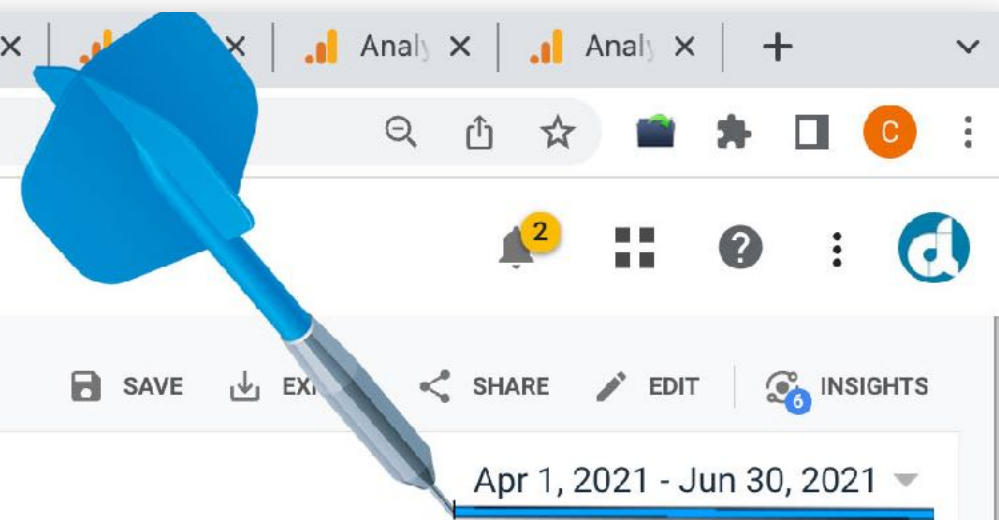 Analy Analy
C
2
SAVE EX SHARE EDIT INSIGHTS
6
Apr 1, 2021 - Jun 30, 2021